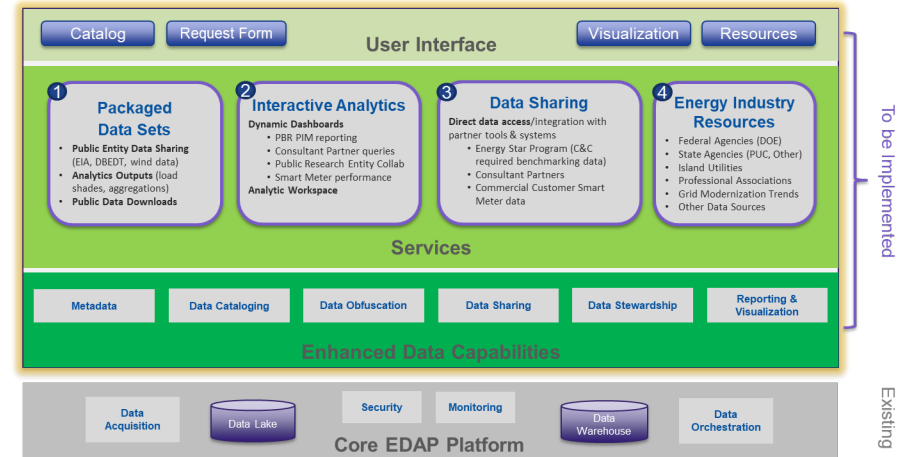 Catalog
Request Form
User Interface
Visualization
Resources
1
Packaged
Data Sets
• Public Entity Data Sharing
(EIA, DBEDT, wind data)
• Analytics Outputs (load
shades, aggregations)
• Public Data Downloads
2
Interactive Analytics
Dynamic Dashboards
• PBR PIM reporting
• Consultant Partner queries
• Public Research Entity Collab
• Smart Meter performance
Analytic Workspace
3
Data Sharing
Direct data access/integration with
partner tools & systems
• Energy Star Program (C&C
required benchmarking data)
• Consultant Partners
• Commercial Customer Smart
Meter data
4
Energy Industry
Resources
• Federal Agencies (DOE)
• State Agencies (PUC, Other)
• Island Utilities
• Professional Associations
• Grid Modernization Trends
• Other Data Sources
Services
Metadata
Data Cataloging
Data Obfuscation
Data Sharing
Data Stewardship
Reporting &
Visualization
Enhanced Data Capabilities
To be Implemented
Data
Acquisition
Data Lake
Security
Monitoring
Data
Warehouse
Data
Orchestration
Core EDAP Platform
Existing